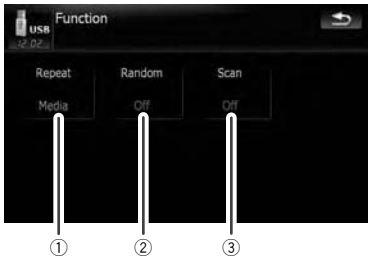 USB
Function
12:02
Repeat
Random
Scan
Media
Off
Off
① ② ③